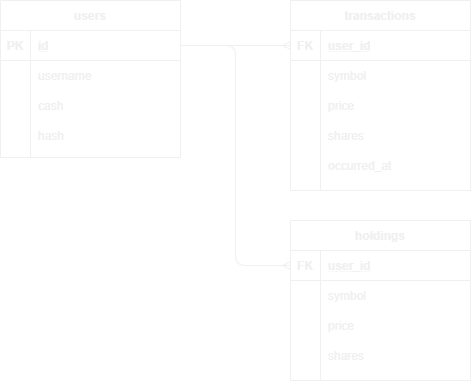 users
PK id
username
cash
hash
transactions
FK user_id
symbol
price
shares
occurred_at
holdings
FK user_id
symbol
price
shares